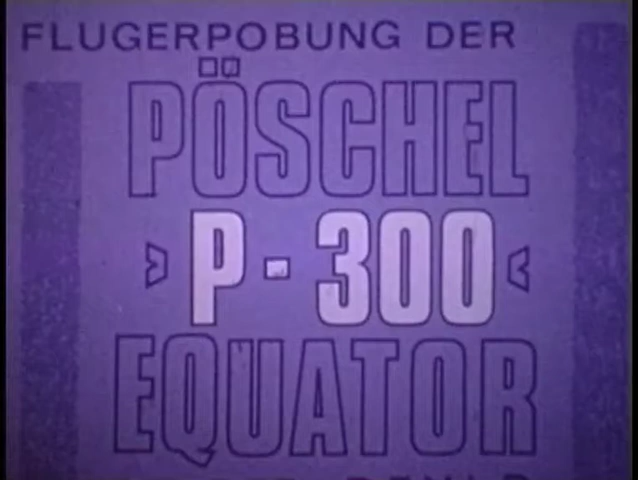 FLUGERPOBUNG DER
PÖSCHEL
> P-300 <
EQUATOR